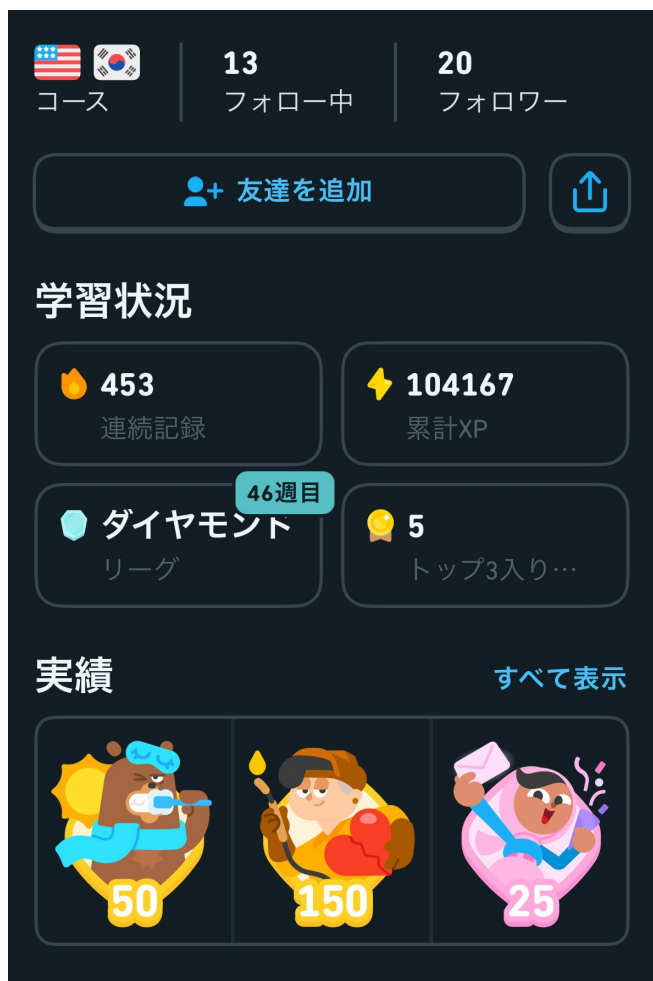 13
20
コース
フォロー中
フォロワー
友達を追加
学習状況
453
連続記録
104167
累計XP
46週目
ダイヤモンド
リーグ
5
トップ3入り…
実績
すべて表示
50
150
25